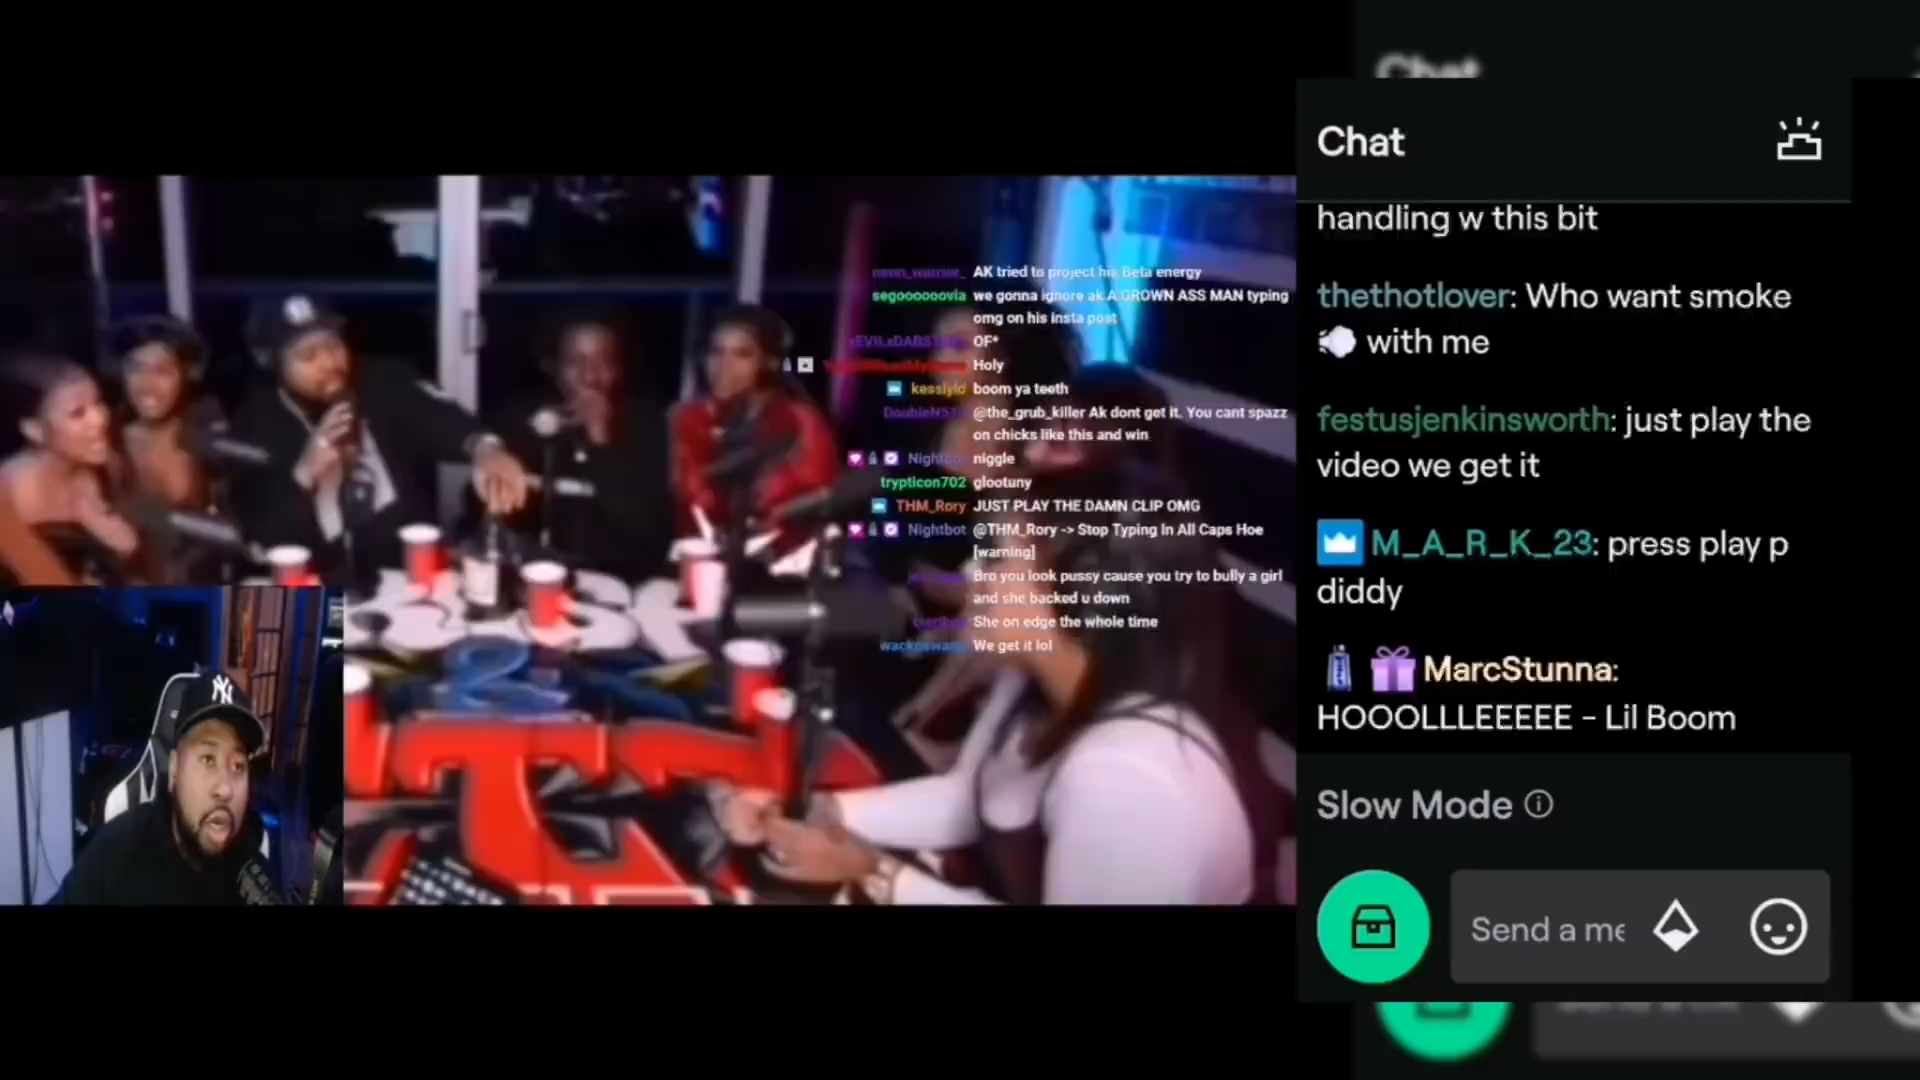 Chat
AK tried to project his Beta energy
segoooooovia we gonna ignore ak A GROWN ASS MAN typing
omg on his insta post
OF*
Holy
kesslyld boom ya teeth
@the_grub_killer Ak dont get it. You cant spazz
on chicks like this and win
Nightbot niggle
trypticon702 glootuny
THM_Rory JUST PLAY THE DAMN CLIP OMG
Nightbot @THM_Rory -> Stop Typing In All Caps Hoe
[warning]
Bro you look pussy cause you try to bully a girl
and she backed u down
She on edge the whole time
We get it lol
NY
Chat
handling w this bit
thethotlover: Who want smoke
with me
festusjenkinsworth: just play the
video we get it
M_A_R_K_23: press play p
diddy
MarcStunna:
HOOOLLLEEEEE - Lil Boom
Slow Mode
Send a me